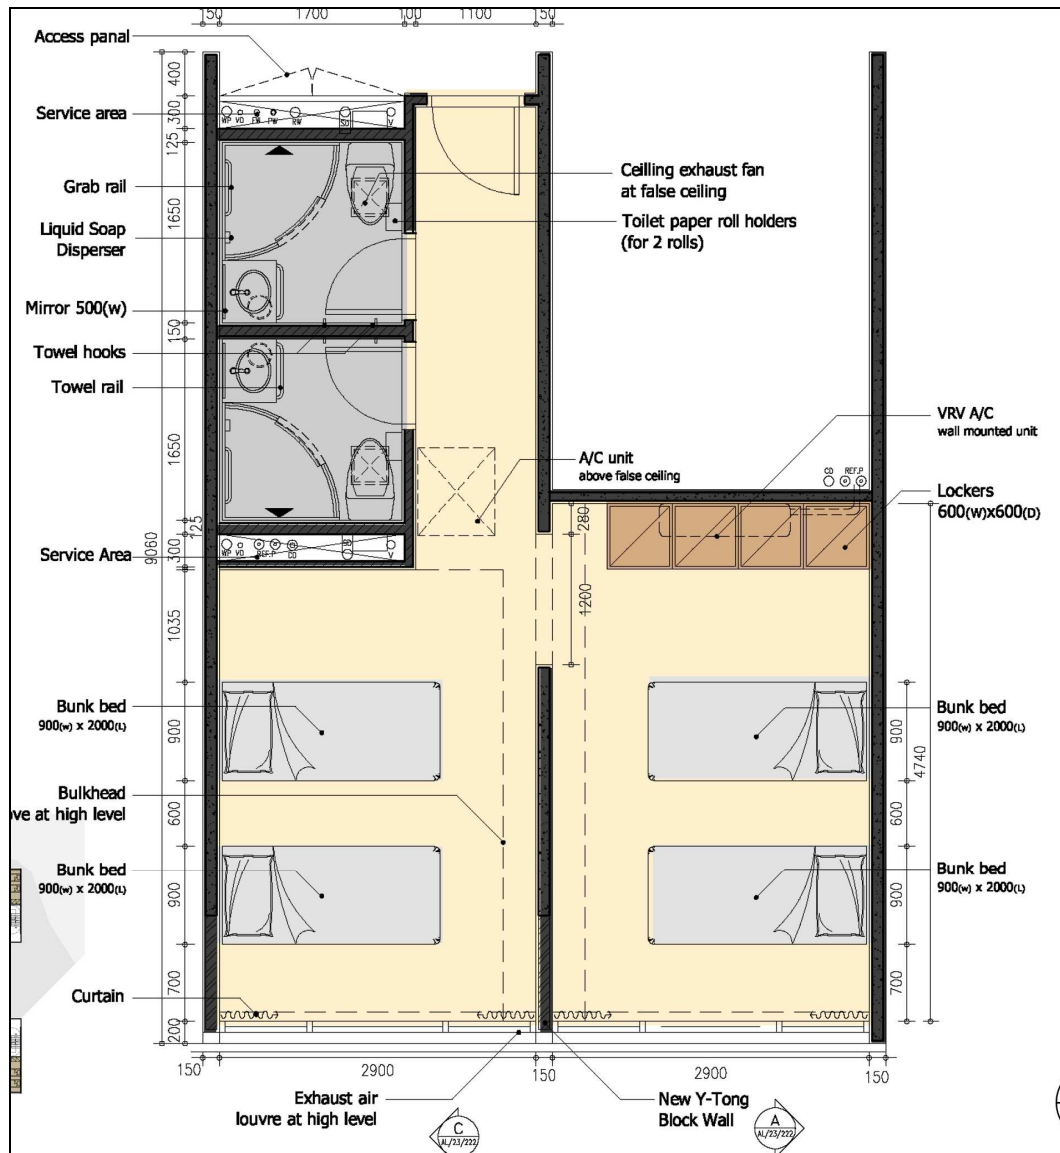 150 1700 100 1100 150
Access panal
Service area
WP VD FW PW RW SO V
Grab rail
Liquid Soap
Disperser
Mirror 500(w)
Towel hooks
Towel rail
Service Area
WP VD REF.P CD V
Ceilling exhaust fan
at false ceiling
Toilet paper roll holders
(for 2 rolls)
A/C unit
above false ceiling
VRV A/C
wall mounted unit
CD REF.P
Lockers
600(W)x600(D)
400
300
125
1650
150
1650
125
300
9060
1035
900
600
900
700
200
280
1200
Bunk bed
900(w) x 2000(L)
Bunk bed
900(w) x 2000(L)
Bulkhead
ve at high level
Bunk bed
900(w) x 2000(L)
Bunk bed
900(w) x 2000(L)
900
600
900
700
4740
Curtain
150 2900 150 2900 150
Exhaust air
louvre at high level
C
AL/23/222
New Y-Tong
Block Wall
A
AL/23/222